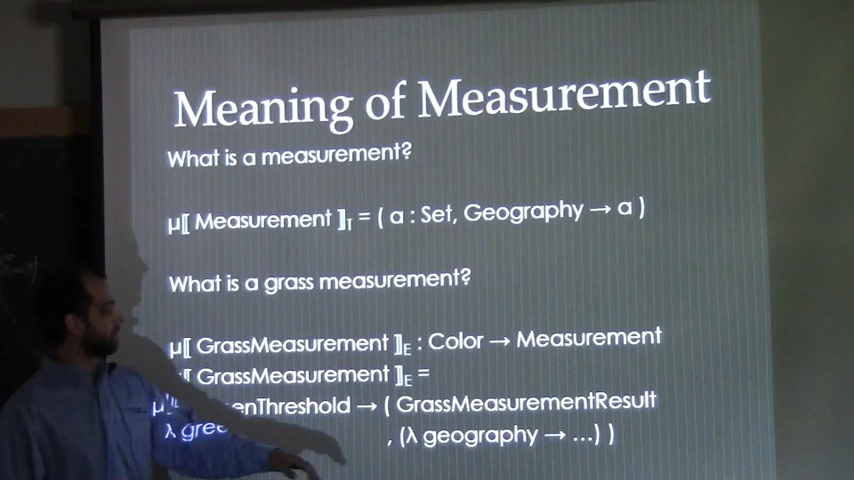 Meaning of Measurement
What is a measurement?
μ⟦ Measurement ⟧T = ( a : Set, Geography → a )
What is a grass measurement?
μ⟦ GrassMeasurement ⟧E : Color → Measurement
⟦ GrassMeasurement ⟧E =
→ ( GrassMeasurementResult
λ , (λ geography → ...) )